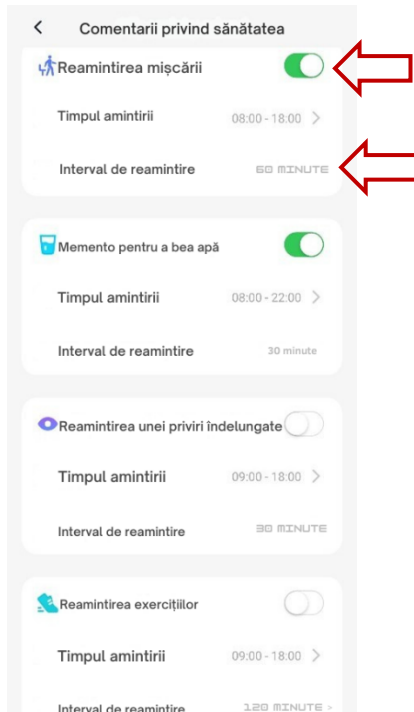 Comentarii privind sănătatea
Reamintirea mișcării
Timpul amintirii 08:00 - 18:00
Interval de reamintire 60 MINUTE
Memento pentru a bea apă
Timpul amintirii 08:00 - 22:00
Interval de reamintire 30 minute
Reamintirea unei priviri îndelungate
Timpul amintirii 09:00 - 18:00
Interval de reamintire 30 MINUTE
Reamintirea exercițiilor
Timpul amintirii 09:00 - 18:00
Interval de reamintire 120 MINUTE >